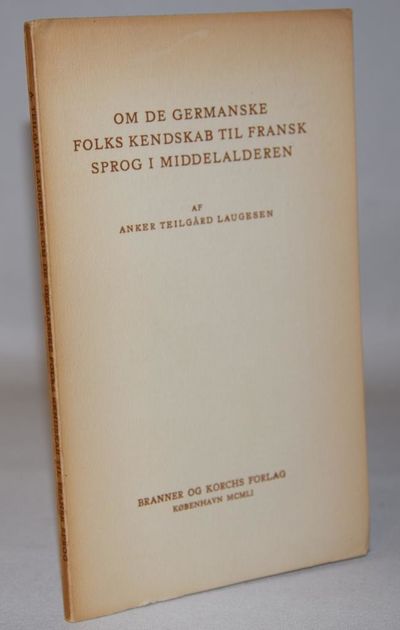 OM DE GERMANSKE
FOLKS KENDSKAB TIL FRANSK
SPROG I MIDDELALDEREN
AF
ANKER TEILGÅRD LAUGESEN
BRANNER OG KORCHS FORLAG
KØBENHAVN MCMLI